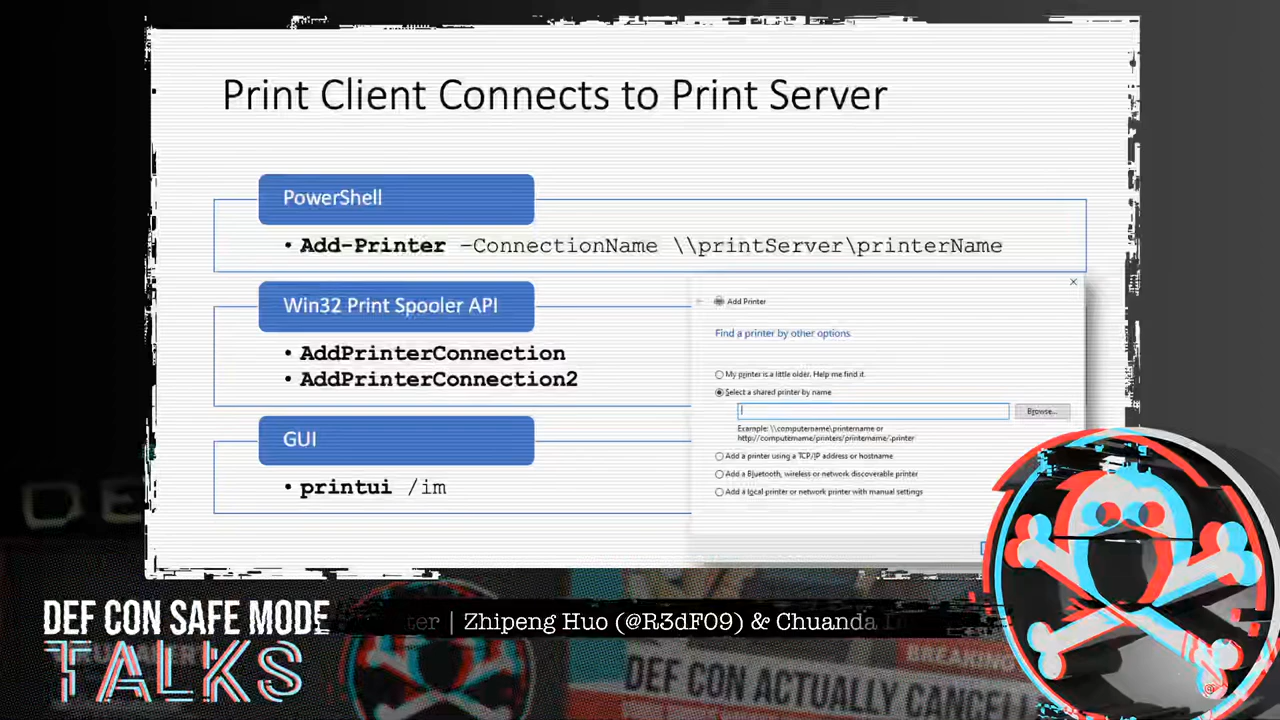 Print Client Connects to Print Server
PowerShell
• Add-Printer –ConnectionName \\printServer\printerName
Win32 Print Spooler API
• AddPrinterConnection
• AddPrinterConnection2
GUI
• printui /im
Add Printer
Find a printer by other options
My printer is a little older. Help me find it.
Select a shared printer by name
Browse...
Example: \\computername\printername or
http://computername/printers/printername/.printer
Add a printer using a TCP/IP address or hostname
Add a Bluetooth, wireless or network discoverable printer
Add a local printer or network printer with manual settings
DEF CON SAFE MODE
TALKS
| Zhipeng Huo (@R3dF09) & Chuanda
BREAKING
DEF CON ACTUALLY CANCELL